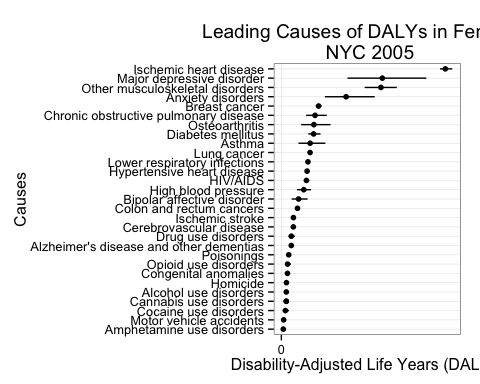 Leading Causes of DALYs in Fer
NYC 2005
Ischemic heart disease
Major depressive disorder
Other musculoskeletal disorders
Anxiety disorders
Breast cancer
Chronic obstructive pulmonary disease
Osteoarthritis
Diabetes mellitus
Asthma
Lung cancer
Lower respiratory infections
Hypertensive heart disease
HIV/AIDS
High blood pressure
Bipolar affective disorder
Colon and rectum cancers
Ischemic stroke
Cerebrovascular disease
Drug use disorders
Alzheimer's disease and other dementias
Poisonings
Opioid use disorders
Congenital anomalies
Homicide
Alcohol use disorders
Cannabis use disorders
Cocaine use disorders
Motor vehicle accidents
Amphetamine use disorders
Causes
0
Disability-Adjusted Life Years (DAL